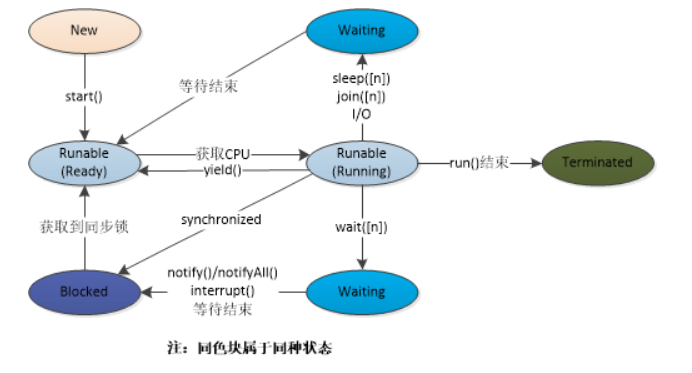 New
Waiting
start()
等待结束
sleep([n])
join([n])
I/O
Runable
(Ready)
获取CPU
yield()
Runable
(Running)
run()结束
Terminated
获取到同步锁
synchronized
wait([n])
Blocked
notify()/notifyAll()
interrupt()
等待结束
Waiting
注：同色块属于同种状态